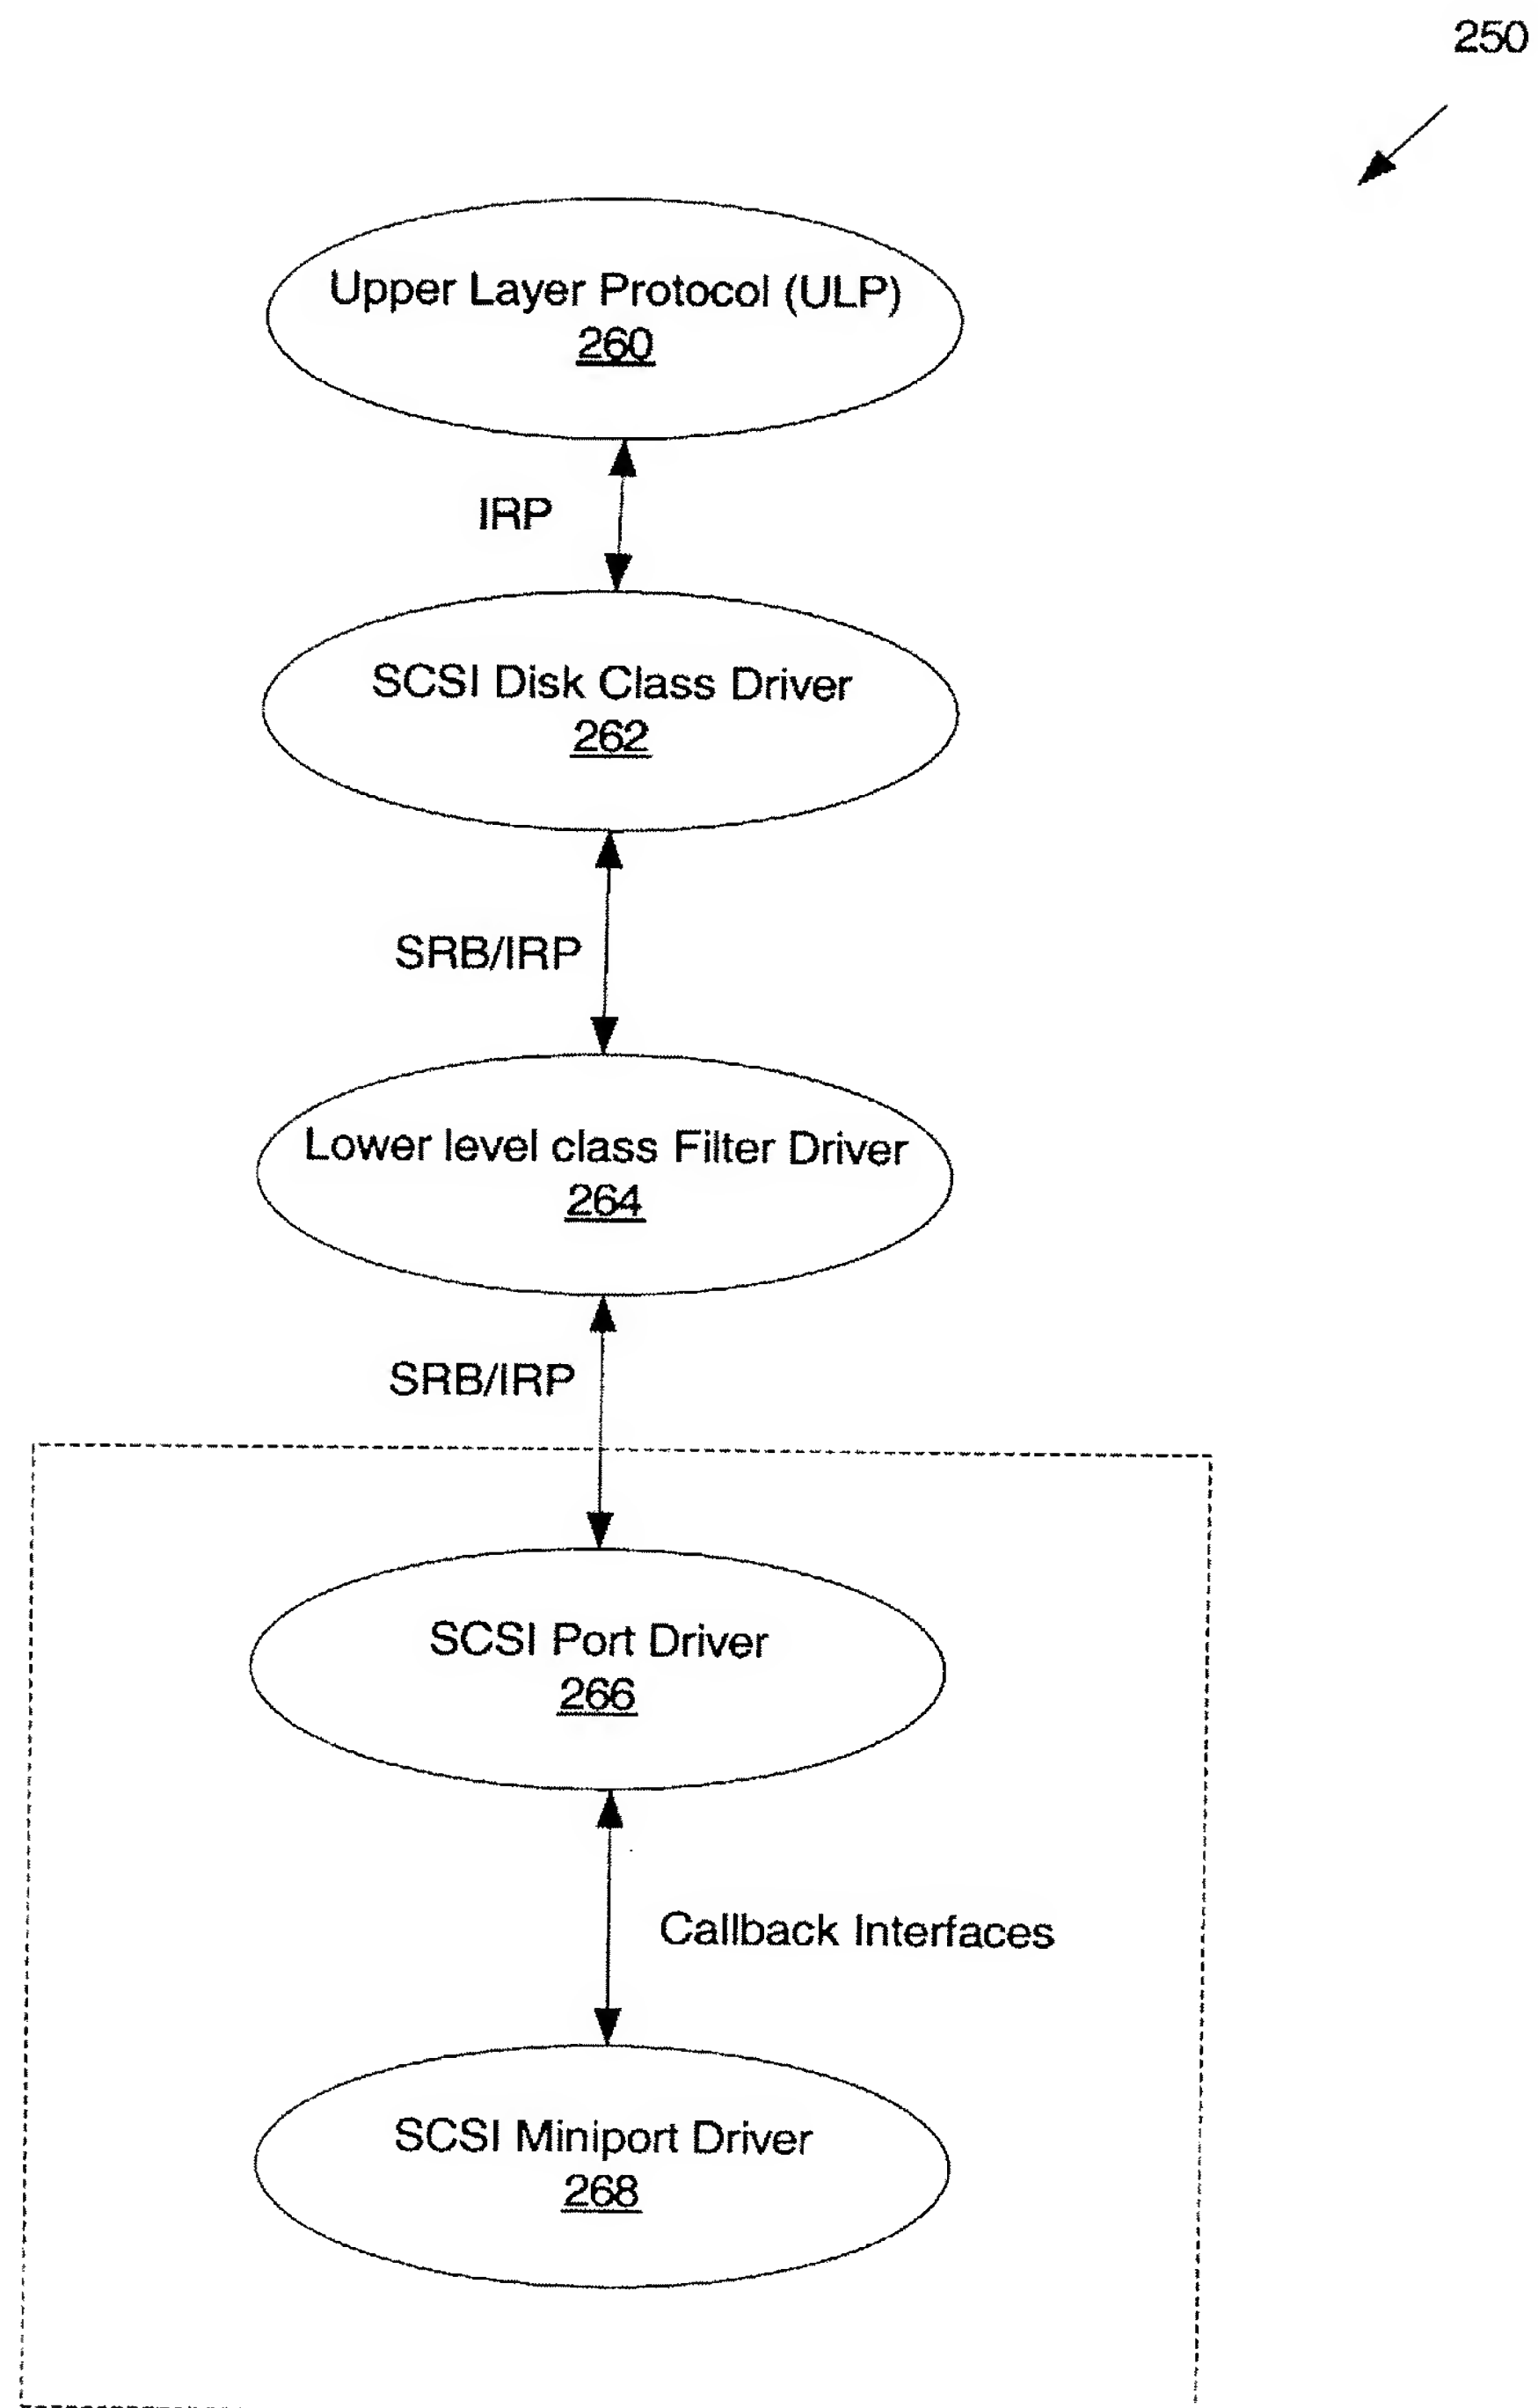 250
Upper Layer Protocol (ULP)
260
IRP
SCSI Disk Class Driver
262
SRB/IRP
Lower level class Filter Driver
264
SRB/IRP
SCSI Port Driver
266
Callback Interfaces
SCSI Miniport Driver
268